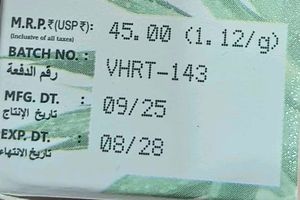 M.R.P.₹(USP₹): 45.00 (1.12/g)
(Inclusive of all taxes)
BATCH NO. : VHRT-143
رقم الدفعة
MFG. DT. : 09/25
تاريخ الإنتاج
EXP. DT. : 08/28
تاريخ الانتهاء